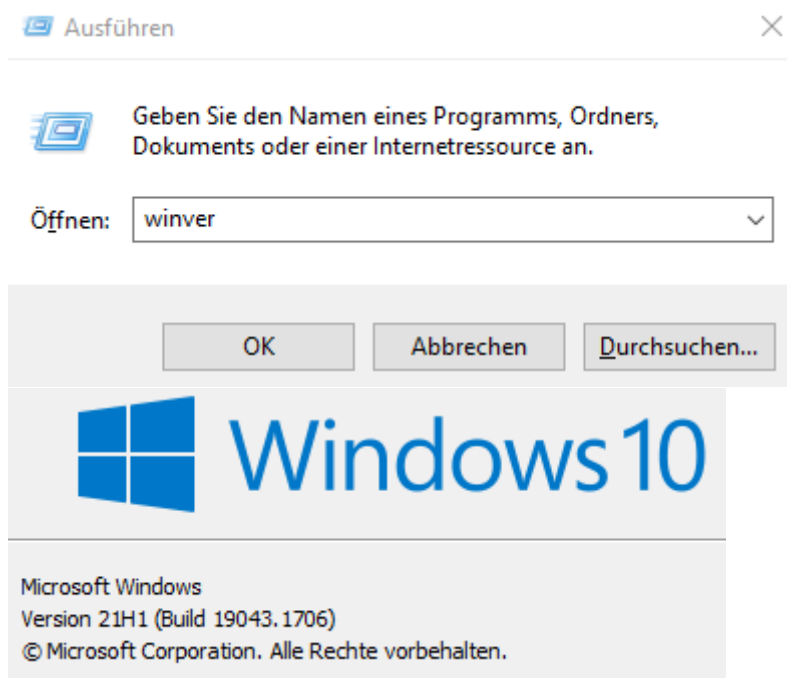 Ausführen
Geben Sie den Namen eines Programms, Ordners,
Dokuments oder einer Internetressource an.
Öffnen: winver
OK Abbrechen Durchsuchen...
Windows 10
Microsoft Windows
Version 21H1 (Build 19043.1706)
© Microsoft Corporation. Alle Rechte vorbehalten.